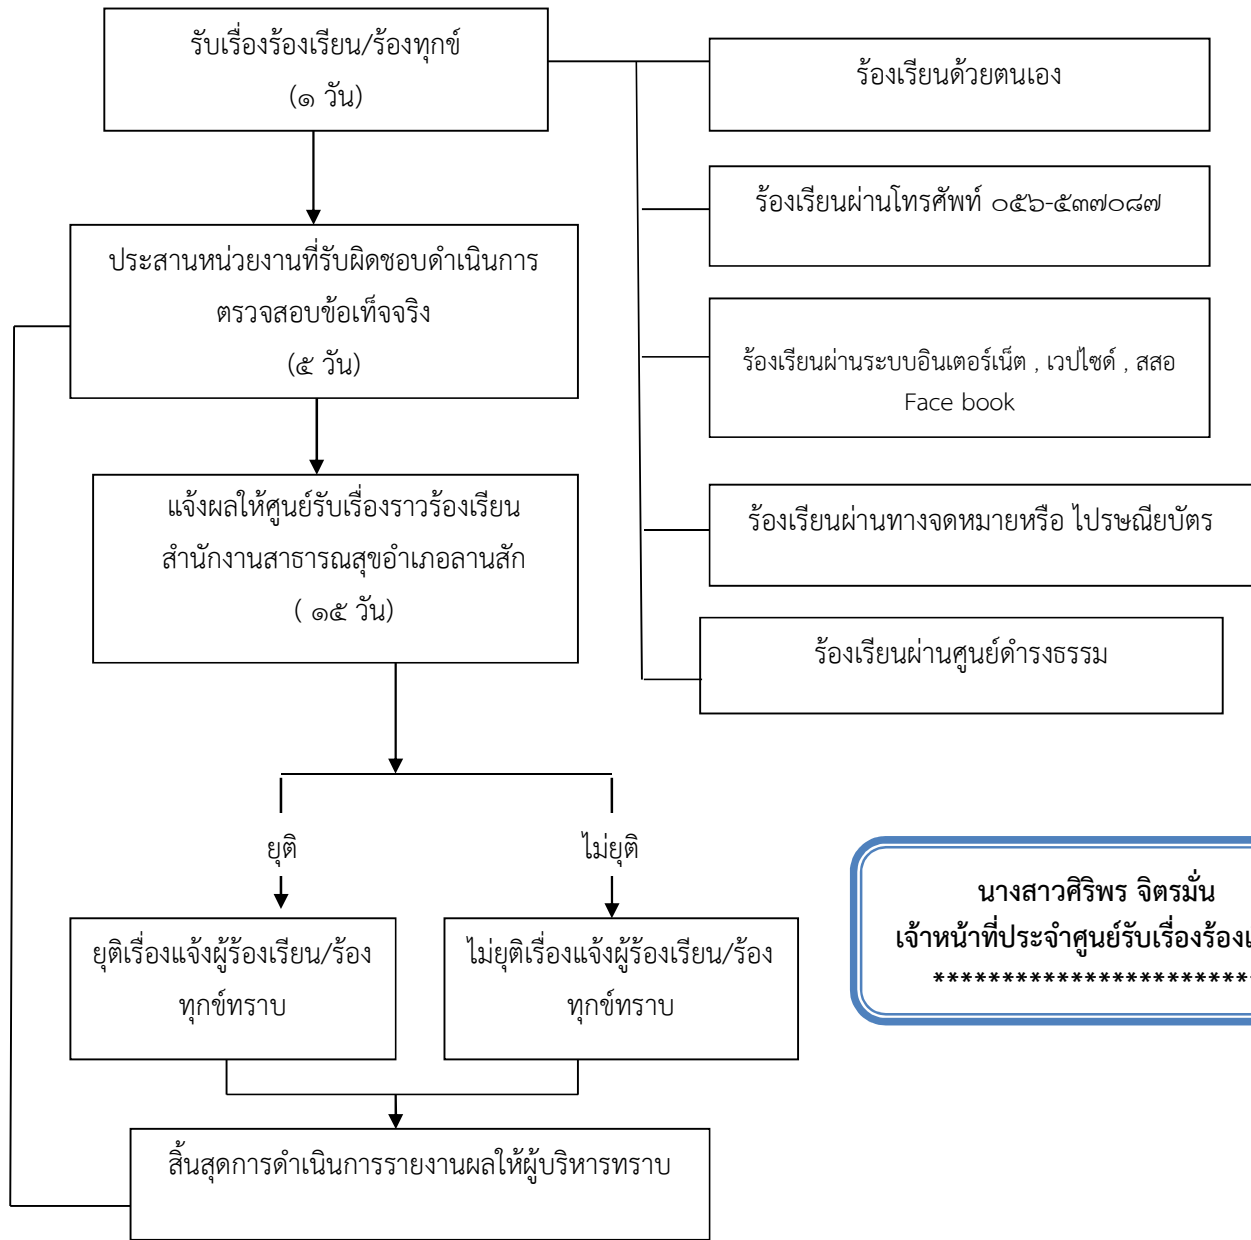 รับเรื่องร้องเรียน/ร้องทุกข์
(๑ วัน)
ร้องเรียนด้วยตนเอง
ร้องเรียนผ่านโทรศัพท์ ๐๕๖-๕๓๗๐๘๗
ประสานหน่วยงานที่รับผิดชอบดำเนินการ
ตรวจสอบข้อเท็จจริง
(๕ วัน)
ร้องเรียนผ่านระบบอินเตอร์เน็ต , เวปไซด์ , สสอ
Face book
แจ้งผลให้ศูนย์รับเรื่องราวร้องเรียน
สำนักงานสาธารณสุขอำเภอลานสัก
( ๑๕ วัน)
ร้องเรียนผ่านทางจดหมายหรือ ไปรษณียบัตร
ร้องเรียนผ่านศูนย์ดำรงธรรม
ยุติ
ไม่ยุติ
ยุติเรื่องแจ้งผู้ร้องเรียน/ร้อง
ทุกข์ทราบ
ไม่ยุติเรื่องแจ้งผู้ร้องเรียน/ร้อง
ทุกข์ทราบ
นางสาวศิริพร จิตรมั่น
เจ้าหน้าที่ประจำศูนย์รับเรื่องร้องเ
************************
สิ้นสุดการดำเนินการรายงานผลให้ผู้บริหารทราบ